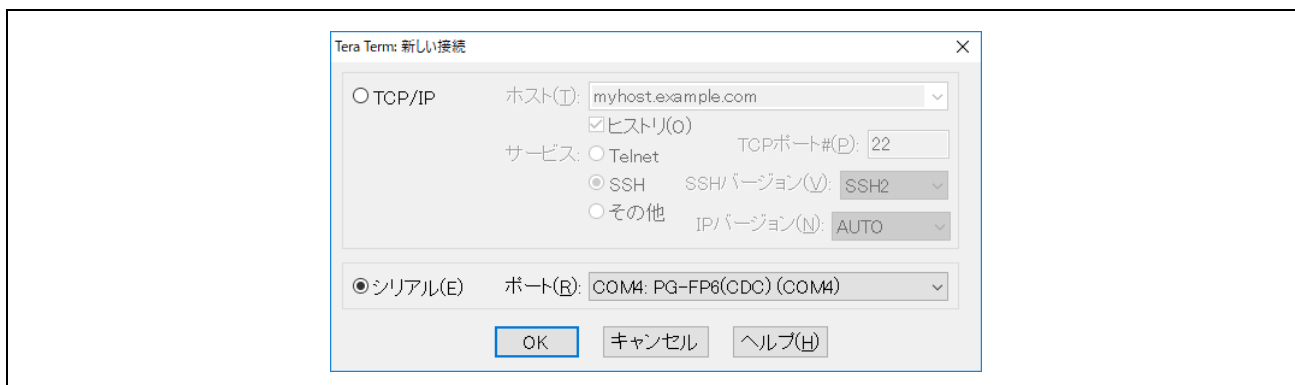 Tera Term: 新しい接続
TCP/IP ホスト(T): myhost.example.com
ヒストリ(O)
サービス: Telnet TCPポート#(P): 22
SSH SSHバージョン(V): SSH2
その他 IPバージョン(N): AUTO
シリアル(E) ポート(R): COM4: PG-FP6(CDC) (COM4)
OK キャンセル ヘルプ(H)